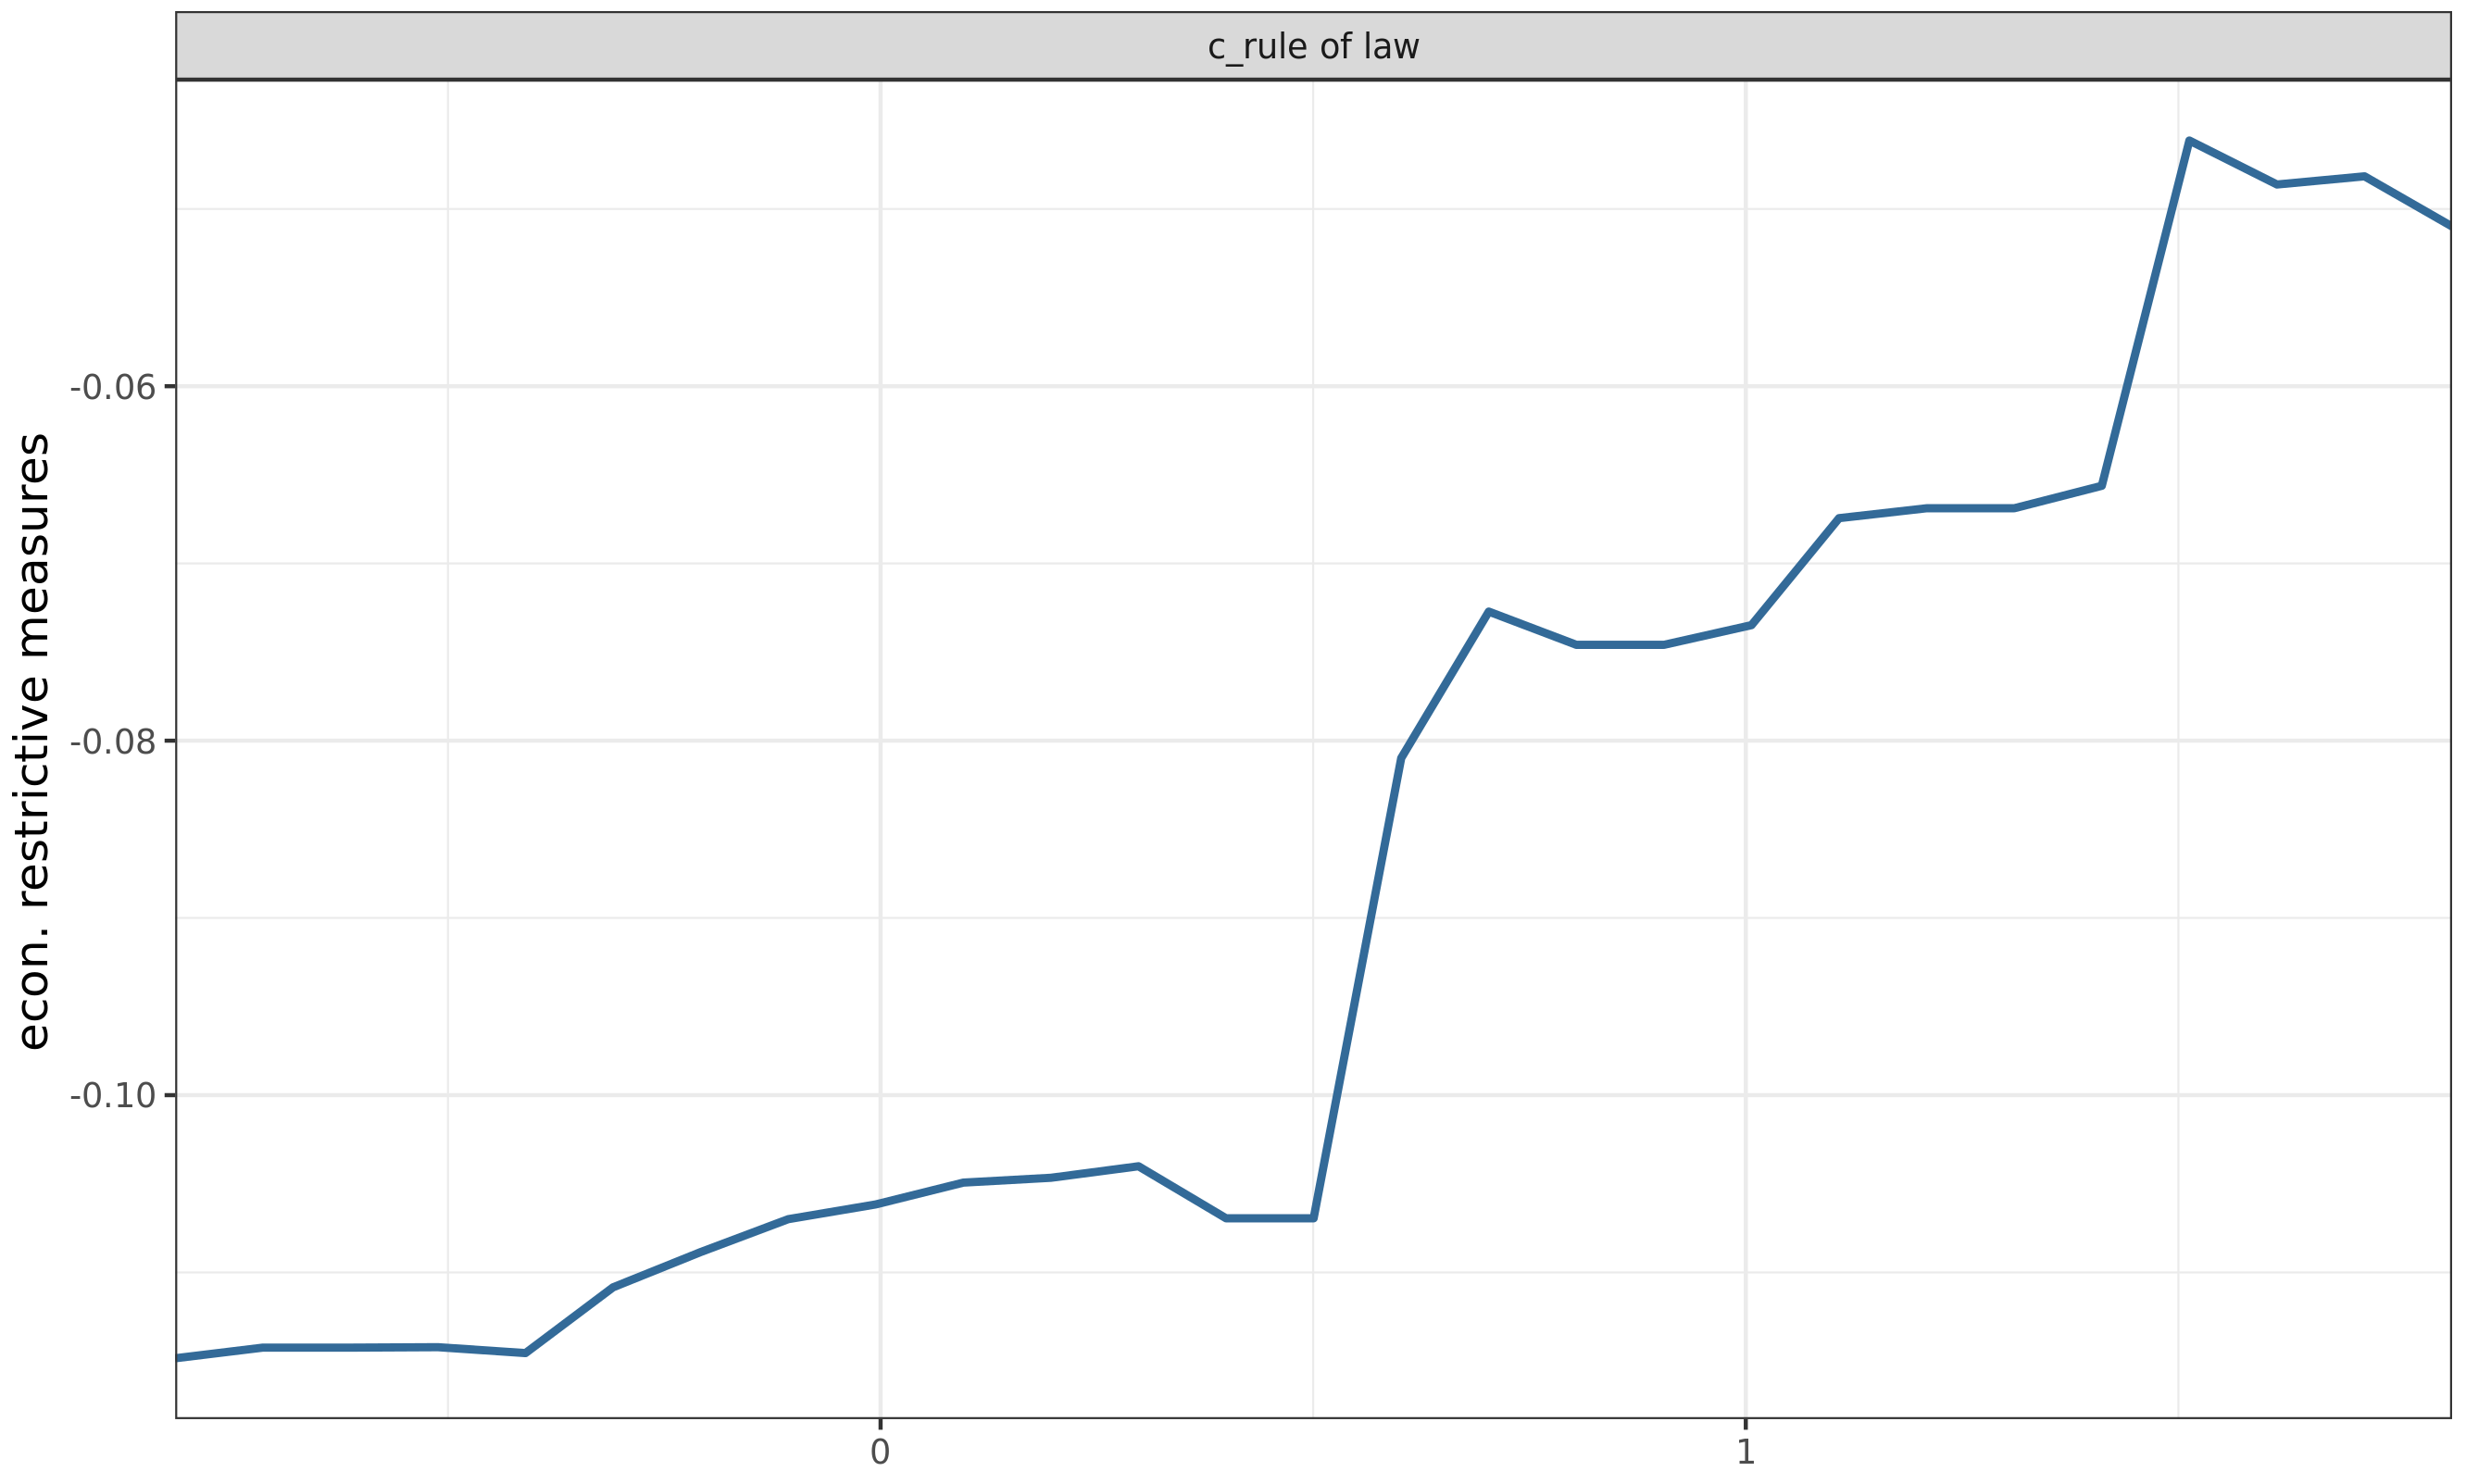 c_rule of law
econ. restrictive measures
-0.06
-0.08
-0.10
0 1